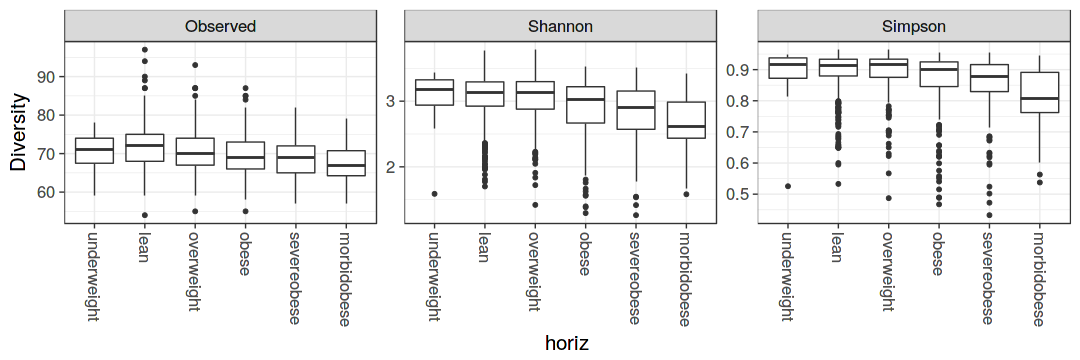 Observed
Shannon
Simpson
Diversity
90
80
70
60
3
2
0.9
0.8
0.7
0.6
0.5
underweight
lean
overweight
obese
severeobese
morbidobese
underweight
lean
overweight
obese
severeobese
morbidobese
underweight
lean
overweight
obese
severeobese
morbidobese
horiz